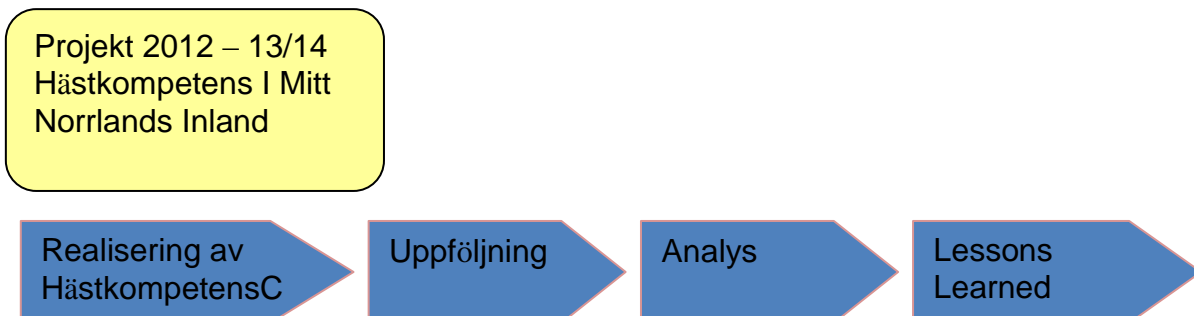 Projekt 2012 – 13/14
Hästkompetens I Mitt
Norrlands Inland
Realisering av
HästkompetensC
Uppföljning
Analys
Lessons
Learned